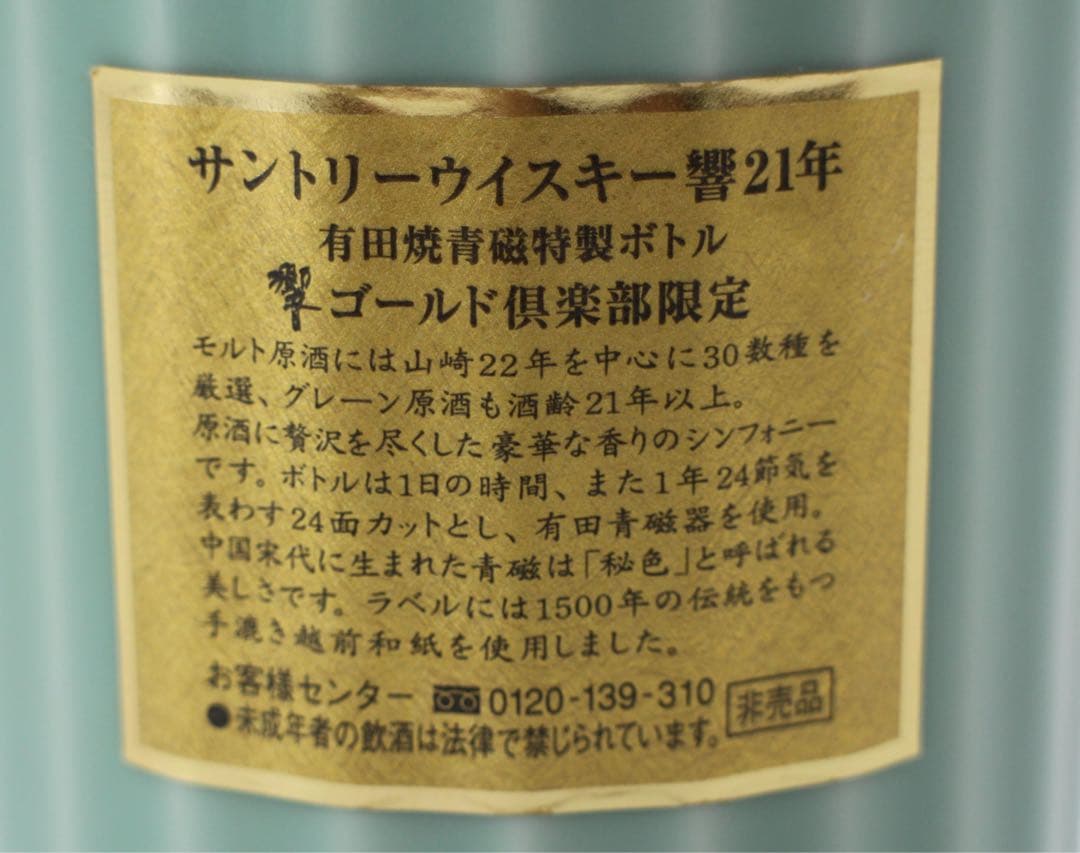 サントリーウイスキー響21年
有田焼青磁特製ボトル
響ゴールド倶楽部限定
モルト原酒には山崎22年を中心に30数種を
厳選、グレーン原酒も酒齢21年以上。
原酒に贅沢を尽くした豪華な香りのシンフォニー
です。ボトルは1日の時間、また1年24節気を
表わす24面カットとし、有田青磁器を使用。
中国宋代に生まれた青磁は「秘色」と呼ばれる
美しさです。ラベルには1500年の伝統をもつ
手漉き越前和紙を使用しました。
お客様センター 0120-139-310 非売品
●未成年者の飲酒は法律で禁じられています。